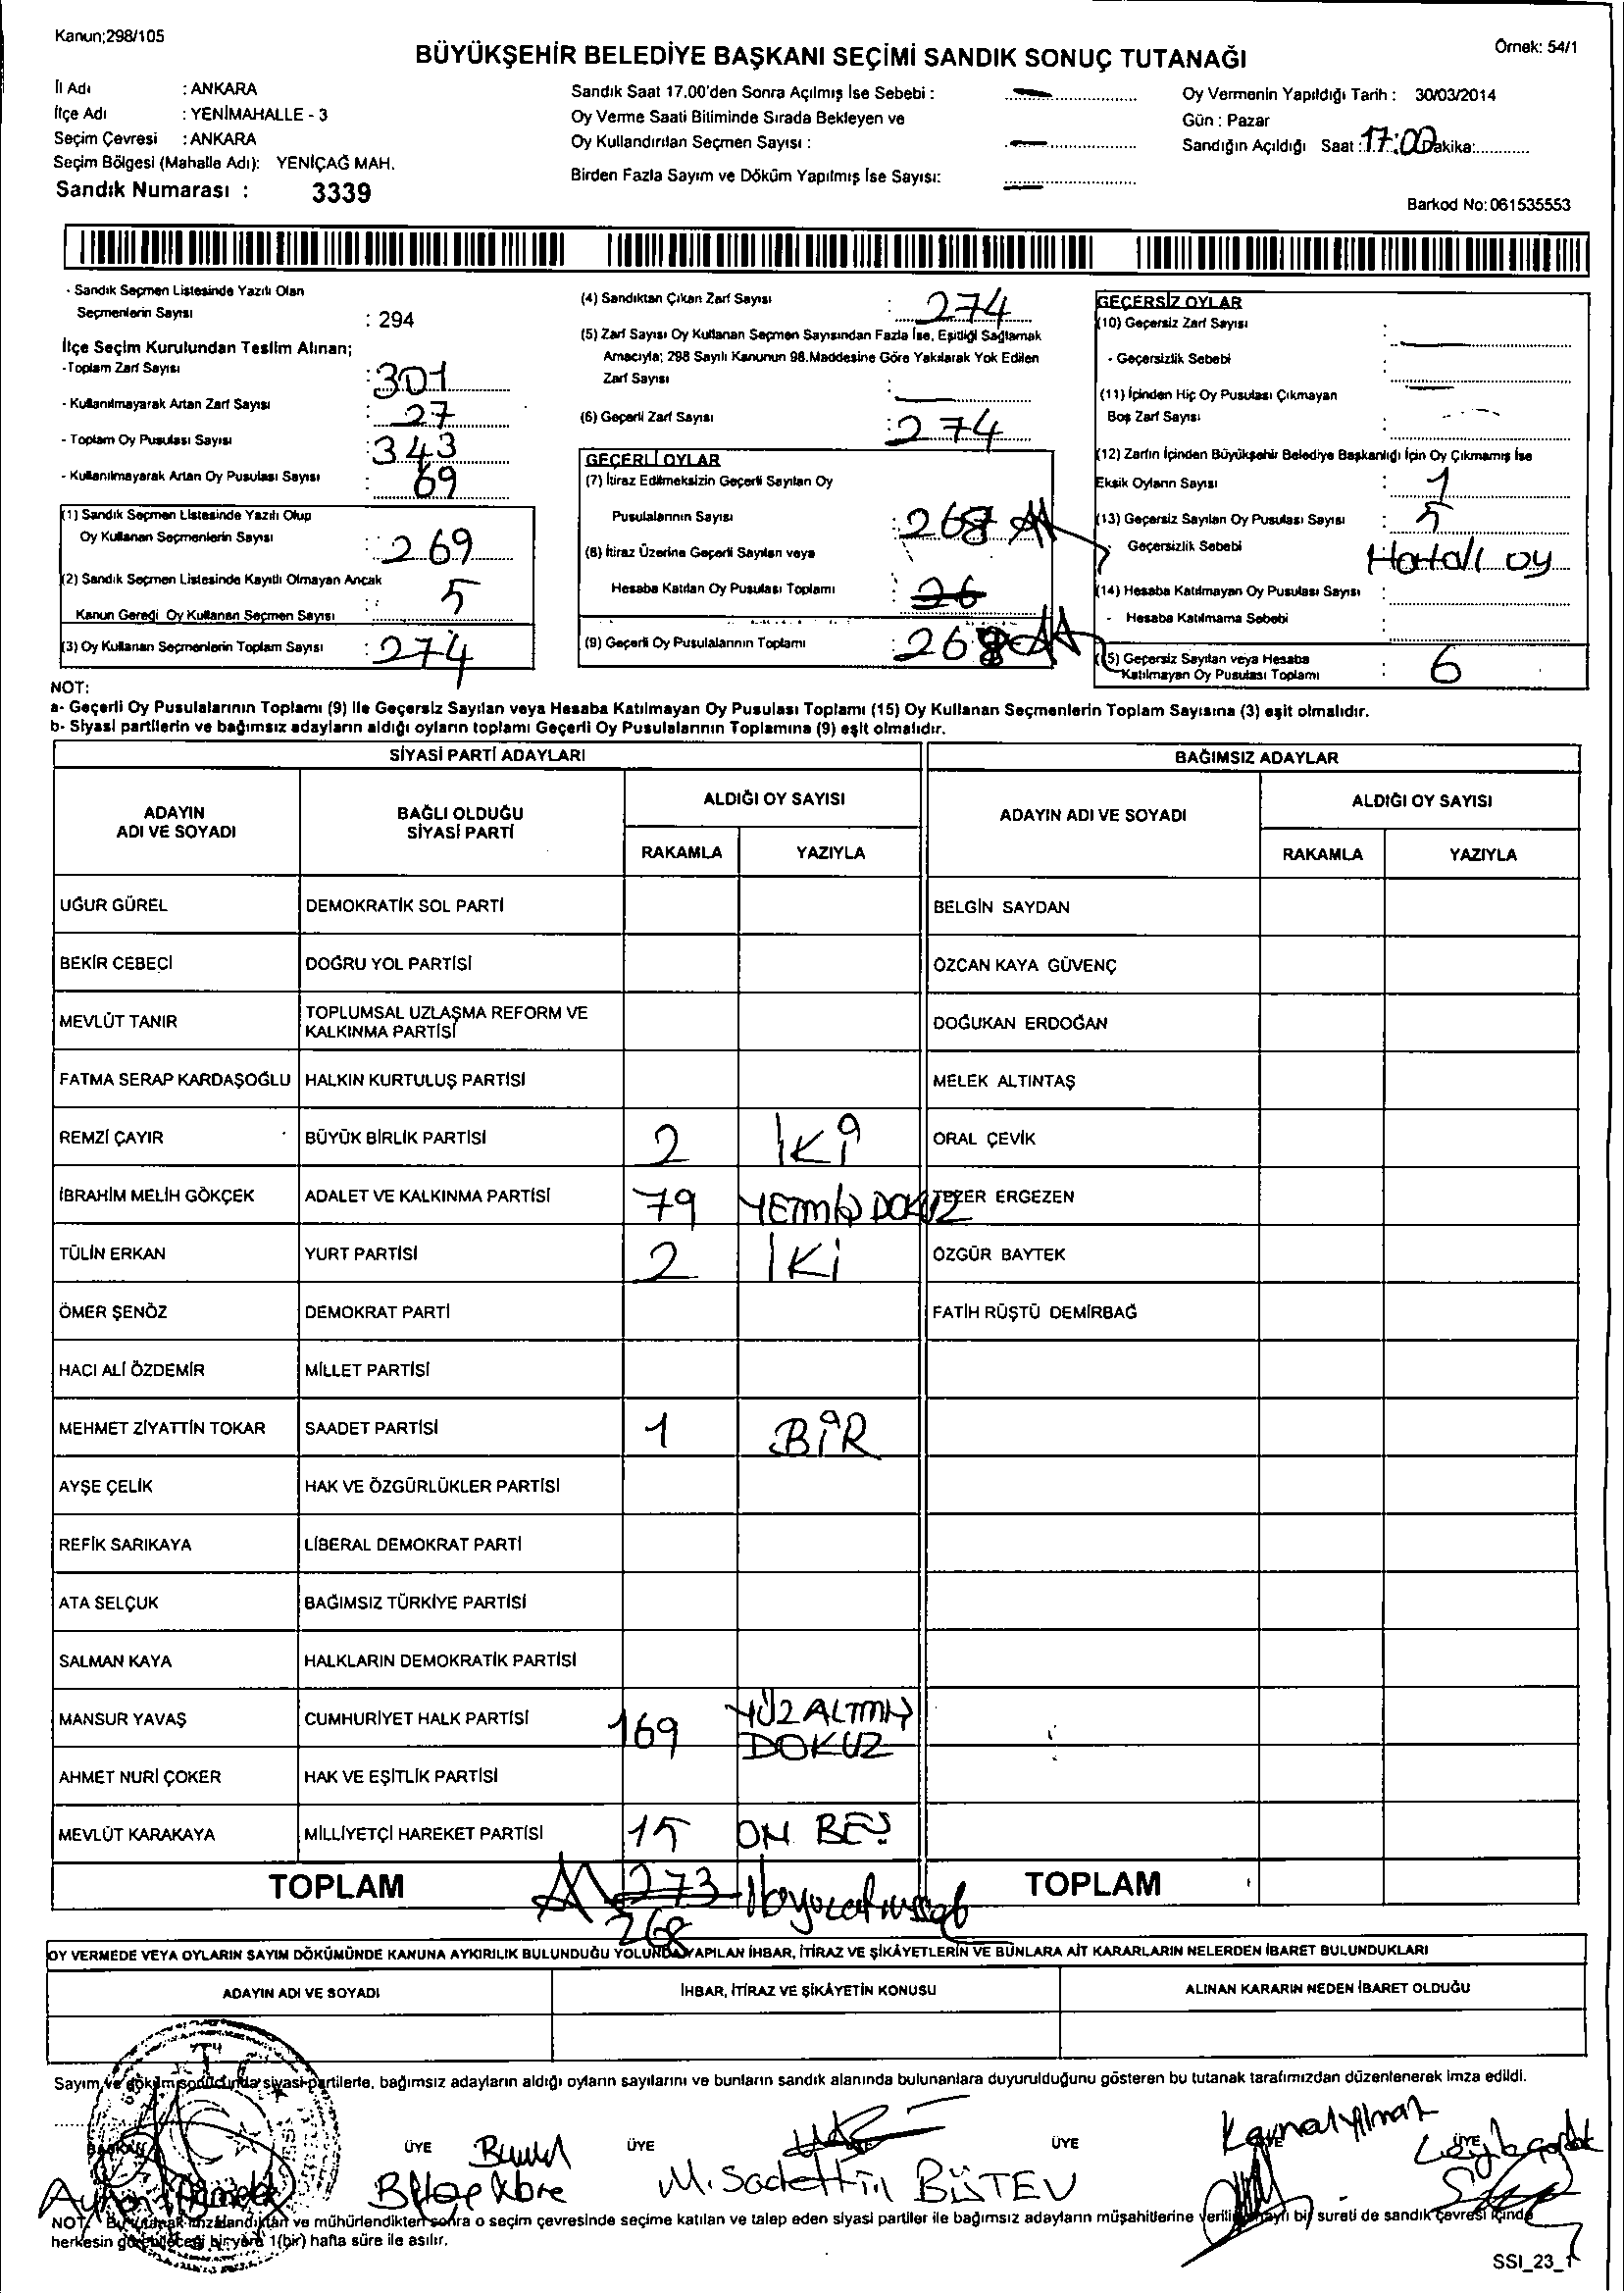 Kanun;298/105
Örnek: 54/1
BÜYÜKŞEHİR BELEDİYE BAŞKANI SEÇİMİ SANDIK SONUÇ TUTANAĞI
İl Adı : ANKARA
İlçe Adı : YENİMAHALLE - 3
Seçim Çevresi : ANKARA
Seçim Bölgesi (Mahalle Adı): YENİÇAĞ MAH.
Sandık Numarası : 3339
Sandık Saat 17.00'den Sonra Açılmış İse Sebebi :
Oy Verme Saati Bitiminde Sırada Bekleyen ve
Oy Kullandırılan Seçmen Sayısı :
Birden Fazla Sayım ve Döküm Yapılmış İse Sayısı:
Oy Vermenin Yapıldığı Tarih : 30/03/2014
Gün : Pazar
Sandığın Açıldığı Saat : 17:00 Dakika:
Barkod No: 061535553
- Sandık Seçmen Listesinde Yazılı Olan
Seçmenlerin Sayısı : 294
İlçe Seçim Kurulundan Teslim Alınan;
-Toplam Zarf Sayısı : 301
- Kullanılmayarak Artan Zarf Sayısı : 27
- Toplam Oy Pusulası Sayısı : 343
- Kullanılmayarak Artan Oy Pusulası Sayısı : 69
(1) Sandık Seçmen Listesinde Yazılı Olup
Oy Kullanan Seçmenlerin Sayısı : 269
(2) Sandık Seçmen Listesinde Kayıtlı Olmayan Ancak
Kanun Gereği Oy Kullanan Seçmen Sayısı : 5
(3) Oy Kullanan Seçmenlerin Toplam Sayısı : 274
(4) Sandıktan Çıkan Zarf Sayısı : 274
(5) Zarf Sayısı Oy Kullanan Seçmen Sayısından Fazla İse, Eşitliği Sağlamak
Amacıyla; 298 Sayılı Kanunun 98.Maddesine Göre Yakılarak Yok Edilen
Zarf Sayısı :
(6) Geçerli Zarf Sayısı : 274
GEÇERLİ OYLAR
(7) İtiraz Edilmeksizin Geçerli Sayılan Oy
Pusulalarının Sayısı : 268
(8) İtiraz Üzerine Geçerli Sayılan veya
Hesaba Katılan Oy Pusulası Toplamı : 26
(9) Geçerli Oy Pusulalarının Toplamı : 268
GEÇERSİZ OYLAR
(10) Geçersiz Zarf Sayısı :
- Geçersizlik Sebebi :
(11) İçinden Hiç Oy Pusulası Çıkmayan
Boş Zarf Sayısı :
(12) Zarfın İçinden Büyükşehir Belediye Başkanlığı İçin Oy Çıkmamış İse
Eksik Oyların Sayısı : 1
(13) Geçersiz Sayılan Oy Pusulası Sayısı : 5
Geçersizlik Sebebi : Hatalı oy
(14) Hesaba Katılmayan Oy Pusulası Sayısı :
- Hesaba Katılmama Sebebi :
(15) Geçersiz Sayılan veya Hesaba
Katılmayan Oy Pusulası Toplamı : 6
NOT:
a- Geçerli Oy Pusulalarının Toplamı (9) İle Geçersiz Sayılan veya Hesaba Katılmayan Oy Pusulası Toplamı (15) Oy Kullanan Seçmenlerin Toplam Sayısına (3) eşit olmalıdır.
b- Siyasi partilerin ve bağımsız adayların aldığı oyların toplamı Geçerli Oy Pusulalarının Toplamına (9) eşit olmalıdır.
SİYASİ PARTİ ADAYLARI
BAĞIMSIZ ADAYLAR
ADAYIN
ADI VE SOYADI
BAĞLI OLDUĞU
SİYASİ PARTİ
ALDIĞI OY SAYISI
RAKAMLA YAZIYLA
ADAYIN ADI VE SOYADI
ALDIĞI OY SAYISI
RAKAMLA YAZIYLA
UĞUR GÜREL DEMOKRATİK SOL PARTİ BELGİN SAYDAN
BEKİR CEBECİ DOĞRU YOL PARTİSİ ÖZCAN KAYA GÜVENÇ
MEVLÜT TANIR TOPLUMSAL UZLAŞMA REFORM VE
KALKINMA PARTİSİ DOĞUKAN ERDOĞAN
FATMA SERAP KARDAŞOĞLU HALKIN KURTULUŞ PARTİSİ MELEK ALTINTAŞ
REMZİ ÇAYIR BÜYÜK BİRLİK PARTİSİ 2 İKİ ORAL ÇEVİK
İBRAHİM MELİH GÖKÇEK ADALET VE KALKINMA PARTİSİ 79 YETMİŞ DOKUZ TEZER ERGEZEN
TÜLİN ERKAN YURT PARTİSİ 2 İKİ ÖZGÜR BAYTEK
ÖMER ŞENÖZ DEMOKRAT PARTİ FATİH RÜŞTÜ DEMİRBAĞ
HACI ALİ ÖZDEMİR MİLLET PARTİSİ
MEHMET ZİYATTİN TOKAR SAADET PARTİSİ 1 BİR
AYŞE ÇELİK HAK VE ÖZGÜRLÜKLER PARTİSİ
REFİK SARIKAYA LİBERAL DEMOKRAT PARTİ
ATA SELÇUK BAĞIMSIZ TÜRKİYE PARTİSİ
SALMAN KAYA HALKLARIN DEMOKRATİK PARTİSİ
MANSUR YAVAŞ CUMHURİYET HALK PARTİSİ 169 YÜZ ALTMIŞ
DOKUZ
AHMET NURİ ÇOKER HAK VE EŞİTLİK PARTİSİ
MEVLÜT KARAKAYA MİLLİYETÇİ HAREKET PARTİSİ 15 ON BEŞ
TOPLAM 273 TOPLAM
268
OY VERMEDE VEYA OYLARIN SAYIM DÖKÜMÜNDE KANUNA AYKIRILIK BULUNDUĞU YOLUNDA YAPILAN İHBAR, İTİRAZ VE ŞİKÂYETLERİN VE BUNLARA AİT KARARLARIN NELERDEN İBARET BULUNDUKLARI
ADAYIN ADI VE SOYADI İHBAR, İTİRAZ VE ŞİKÂYETİN KONUSU ALINAN KARARIN NEDEN İBARET OLDUĞU
Sayım ve döküm sonucunda siyasi partilerle, bağımsız adayların aldığı oyların sayılarını ve bunların sandık alanında bulunanlara duyurulduğunu gösteren bu tutanak tarafımızdan düzenlenerek imza edildi.
BAŞKAN ÜYE ÜYE ÜYE ÜYE
Kemal Yılmaz
M. Sadettin BÜTEV
NOT: Bu tutanak imzalandıktan ve mühürlendikten sonra o seçim çevresinde seçime katılan ve talep eden siyasi partiler ile bağımsız adayların müşahitlerine verilir. Onaylı bir sureti de sandık çevresi içinde
herkesin görebileceği bir yere 1(bir) hafta süre ile asılır.
SSI_23_1